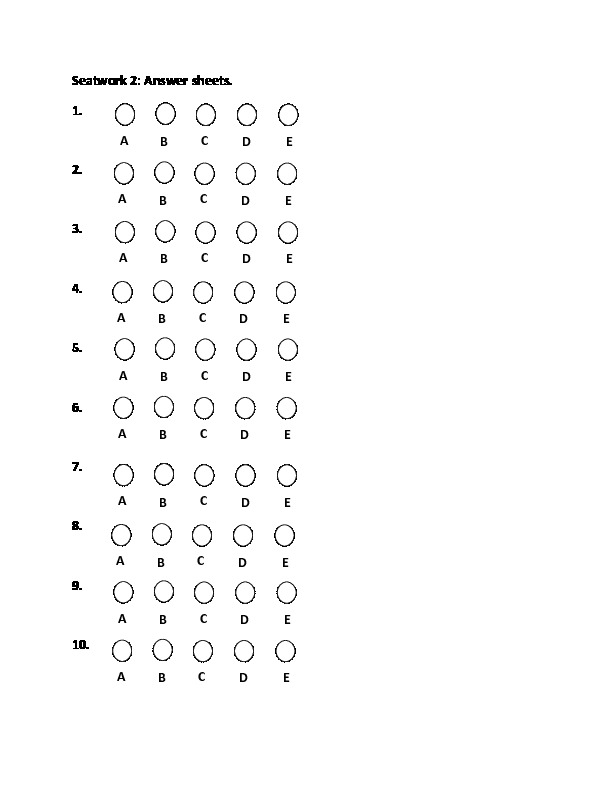 Seatwork 2: Answer sheets.
1.
A B C D E
2.
A B C D E
3.
A B C D E
4.
A B C D E
5.
A B C D E
6.
A B C D E
7.
A B C D E
8.
A B C D E
9.
A B C D E
10.
A B C D E